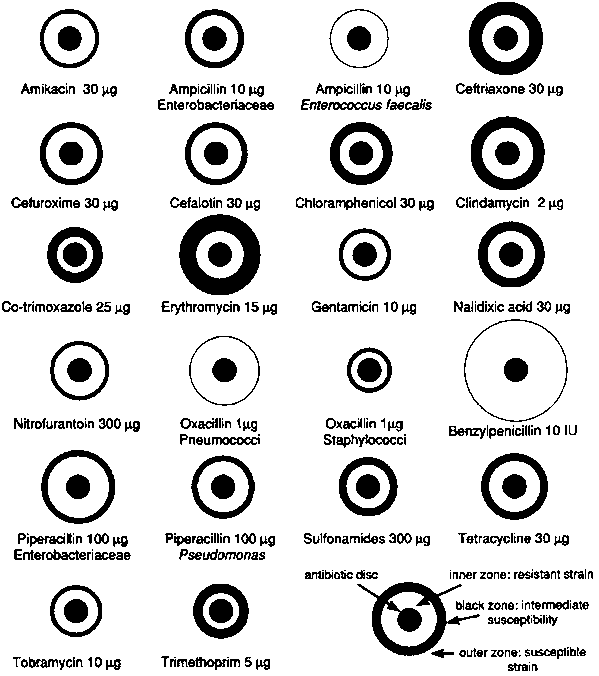 Amikacin 30 µg
Ampicillin 10 µg
Enterobacteriaceae
Ampicillin 10 µg
Enterococcus faecalis
Ceftriaxone 30 µg
Cefuroxime 30 µg
Cefalotin 30 µg
Chloramphenicol 30 µg
Clindamycin 2 µg
Co-trimoxazole 25 µg
Erythromycin 15 µg
Gentamicin 10 µg
Nalidixic acid 30 µg
Nitrofurantoin 300 µg
Oxacillin 1µg
Pneumococci
Oxacillin 1µg
Staphylococci
Benzylpenicillin 10 IU
Piperacillin 100 µg
Enterobacteriaceae
Piperacillin 100 µg
Pseudomonas
Sulfonamides 300 µg
Tetracycline 30 µg
Tobramycin 10 µg
Trimethoprim 5 µg
antibiotic disc
inner zone: resistant strain
black zone: intermediate
susceptibility
outer zone: susceptible
strain